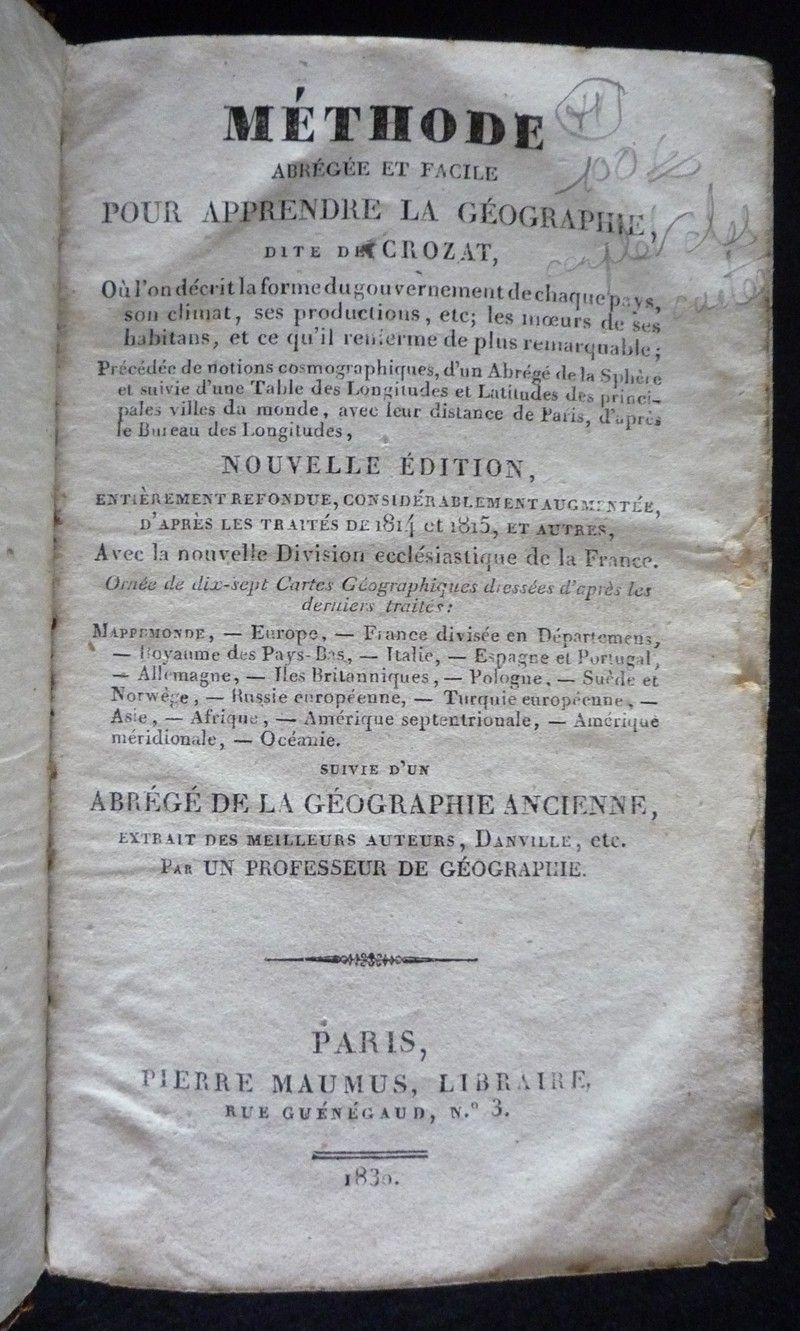 MÉTHODE
ABRÉGÉE ET FACILE
POUR APPRENDRE LA GÉOGRAPHIE,
DITE DE CROZAT,
Où l'on décrit la forme du gouvernement de chaque pays,
son climat, ses productions, etc; les mœurs de ses
habitans, et ce qu'il renferme de plus remarquable;
Précédée de notions cosmographiques, d'un Abrégé de la Sphère
et suivie d'une Table des Longitudes et Latitudes des princi-
pales villes du monde, avec leur distance de Paris, d'après
le Bureau des Longitudes,
NOUVELLE ÉDITION,
ENTIÈREMENT REFONDUE, CONSIDÉRABLEMENT AUGMENTÉE,
D'APRÈS LES TRAITÉS DE 1814 et 1815, ET AUTRES,
Avec la nouvelle Division ecclésiastique de la France.
Ornée de dix-sept Cartes Géographiques dressées d'après les
derniers traités:
MAPPEMONDE, — Europe, — France divisée en Départemens,
— Royaume des Pays-Bas, — Italie, — Espagne et Portugal,
— Allemagne, — Iles Britanniques, — Pologne, — Suède et
Norwège, — Russie européenne, — Turquie européenne, —
Asie, — Afrique, — Amérique septentrionale, — Amérique
méridionale, — Océanie.
SUIVIE D'UN
ABRÉGÉ DE LA GÉOGRAPHIE ANCIENNE,
EXTRAIT DES MEILLEURS AUTEURS, DANVILLE, etc.
PAR UN PROFESSEUR DE GÉOGRAPHIE.
PARIS,
PIERRE MAUMUS, LIBRAIRE,
RUE GUÉNÉGAUD, N.º 3.
1830.